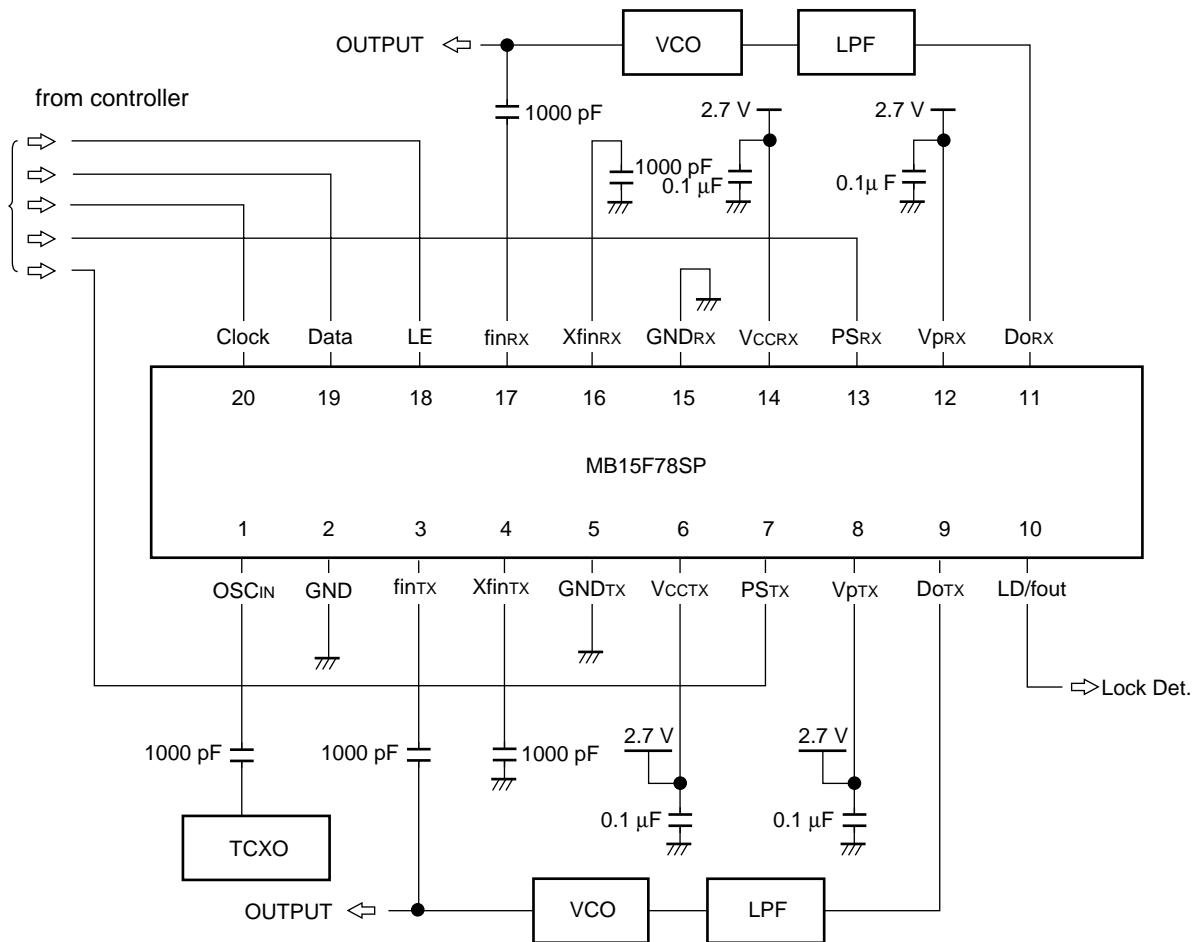 OUTPUT
VCO
LPF
from controller
1000 pF
2.7 V
2.7 V
1000 pF
0.1 μF
0.1μ F
Clock Data LE finRX XfinRX GNDRX VCCRX PSRX VpRX DoRX
20 19 18 17 16 15 14 13 12 11
MB15F78SP
1 2 3 4 5 6 7 8 9 10
OSCIN GND finTX XfinTX GNDTX VCCTX PSTX VpTX DoTX LD/fout
Lock Det.
1000 pF
1000 pF
1000 pF
2.7 V
2.7 V
0.1 μF
0.1 μF
TCXO
OUTPUT
VCO
LPF